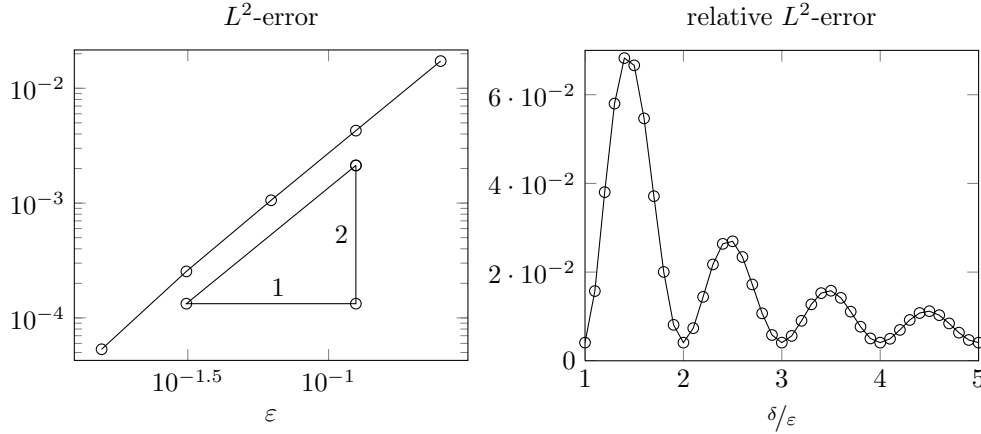 L²-error
10⁻²
10⁻³
10⁻⁴
2
1
10⁻¹·⁵
10⁻¹
ε
relative L²-error
6 · 10⁻²
4 · 10⁻²
2 · 10⁻²
0
1 2 3 4 5
δ/ε